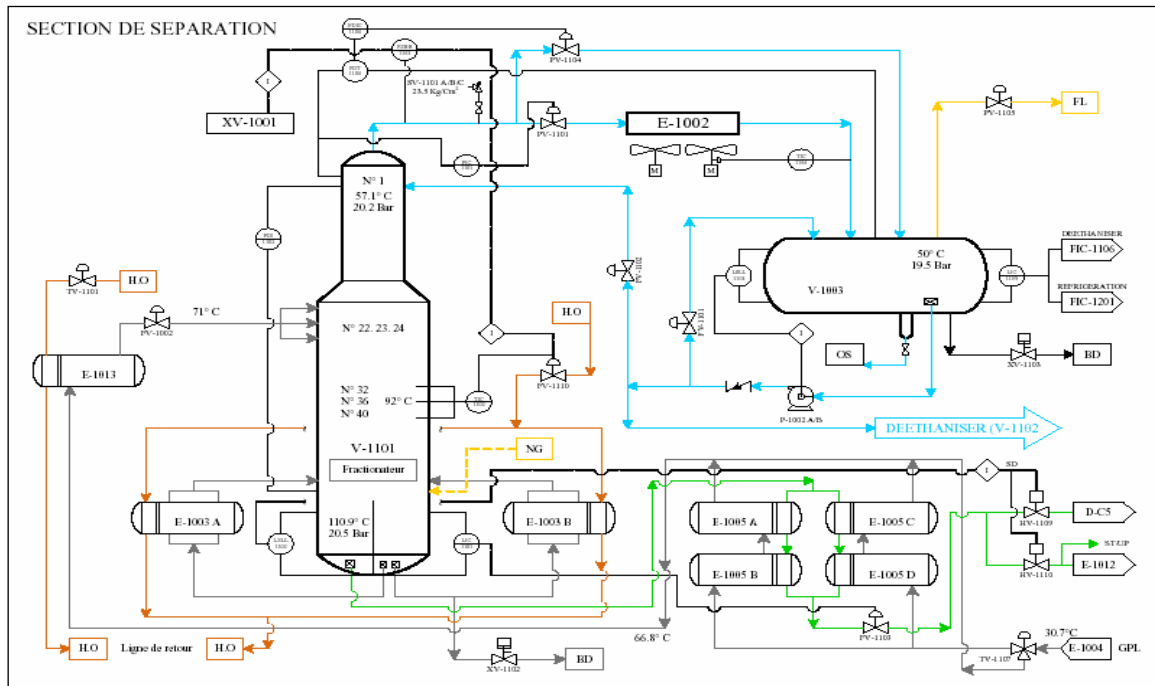 SECTION DE SEPARATION
PV-1104
SV-1101 A/B/C
23.5 Kg/Cm²
XV-1001
PV-1101
E-1002
PV-1105
FL
M
M
N° 1
57.1° C
20.2 Bar
DEETHANISER
FIC-1106
REFRIGERATION
FIC-1201
50° C
19.5 Bar
V-1003
TV-1101
H.O
71° C
PV-1002
N° 22. 23. 24
H.O
OS
XV-1103
BD
E-1013
FV-1110
N° 32
N° 36
N° 40
92° C
P-1002 A/B
V-1101
DEETHANISER (V-1102
NG
Fractionateur
SD
E-1003 A
E-1003 B
E-1005 A
E-1005 C
HV-1109
D-C5
110.9° C
20.5 Bar
ST/UP
E-1005 B
E-1005 D
HV-1110
E-1012
66.8° C
30.7°C
H.O
Ligne de retour
H.O
XV-1102
BD
TV-1107
E-1004
GPL